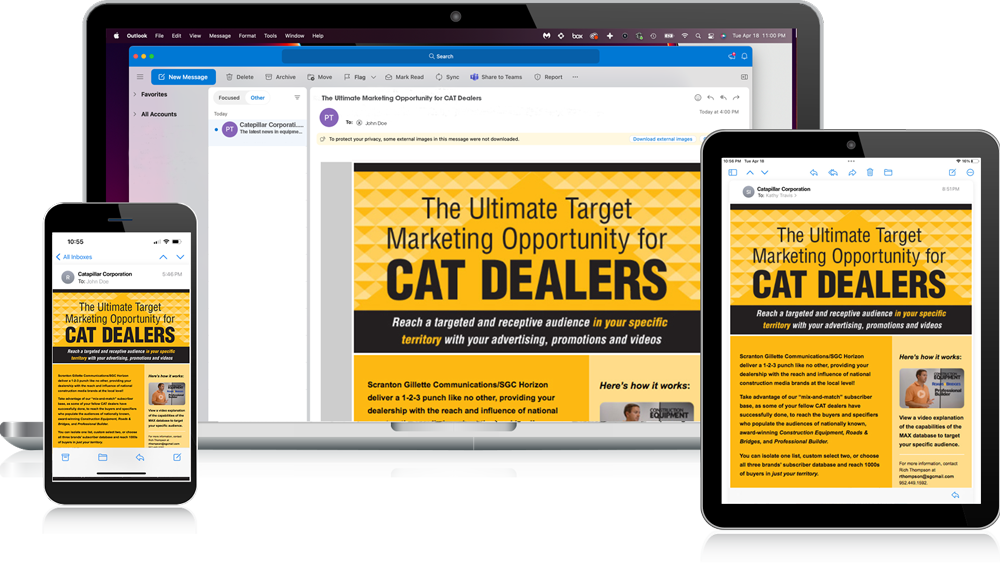 Outlook File Edit View Message Format Tools Window Help
box
Tue Apr 18 11:00 PM
Search
New Message
Delete
Archive
Move
Flag
Mark Read
Sync
Share to Teams
Report
Favorites
All Accounts
Focused
Other
Today
PT
Catepillar Corporati....
The latest news in equipme...
The Ultimate Marketing Opportunity for CAT Dealers
PT
To: John Dox
Today at 4:00 PM
To protect your privacy, some external images in this message were not downloaded.
Download external images
The Ultimate Target
Marketing Opportunity for
CAT DEALERS
Reach a targeted and receptive audience in your specific
territory with your advertising, promotions and videos
Scranton Gillette Communications/SGC Horizon
deliver a 1-2-3 punch like no other, providing your
dealership with the reach and influence of national
Here's how it works:
CONSTRUCTION
EQUIPMENT
10:55
All Inboxes
R
Catapillar Corporation
To: John Dox
5:46 PM
The Ultimate Target
Marketing Opportunity for
CAT DEALERS
Reach a targeted and receptive audience in your specific
territory with your advertising, promotions and videos
Scranton Gillette Communications/SGC Horizon
deliver a 1-2-3 punch like no other, providing your
dealership with the reach and influence of national
construction media brands at the local level!
Take advantage of our "mix-and-match" subscriber
base, as some of your fellow CAT dealers have
successfully done, to reach the buyers and specifiers
who populate the audiences of nationally known,
award-winning Construction Equipment, Roads &
Bridges, and Professional Builder.
You can isolate one list, custom select two, or choose
all three brands' subscriber database and reach 1000s
of buyers in just your territory.
Here's how it works:
View a video explanation
of the capabilities of the
MAX database to target
your specific audience.
For more information, contact
Rich Thompson at
rthompson@sgcmail.com
10:58 PM Tue Apr 18
96%
SI
Catapillar Corporation
To: Kathy Travis
8:51 PM
The Ultimate Target
Marketing Opportunity for
CAT DEALERS
Reach a targeted and receptive audience in your specific
territory with your advertising, promotions and videos
Scranton Gillette Communications/SGC Horizon
deliver a 1-2-3 punch like no other, providing your
dealership with the reach and influence of national
construction media brands at the local level!
Take advantage of our "mix-and-match" subscriber
base, as some of your fellow CAT dealers have
successfully done, to reach the buyers and specifiers
who populate the audiences of nationally known,
award-winning Construction Equipment, Roads &
Bridges, and Professional Builder.
You can isolate one list, custom select two, or choose
all three brands' subscriber database and reach 1000s
of buyers in just your territory.
Here's how it works:
CONSTRUCTION
EQUIPMENT
Roads Bridges
Professional
Builder
View a video explanation
of the capabilities of the
MAX database to target
your specific audience.
For more information, contact
Rich Thompson at
rthompson@sgcmail.com
902.449.1592.